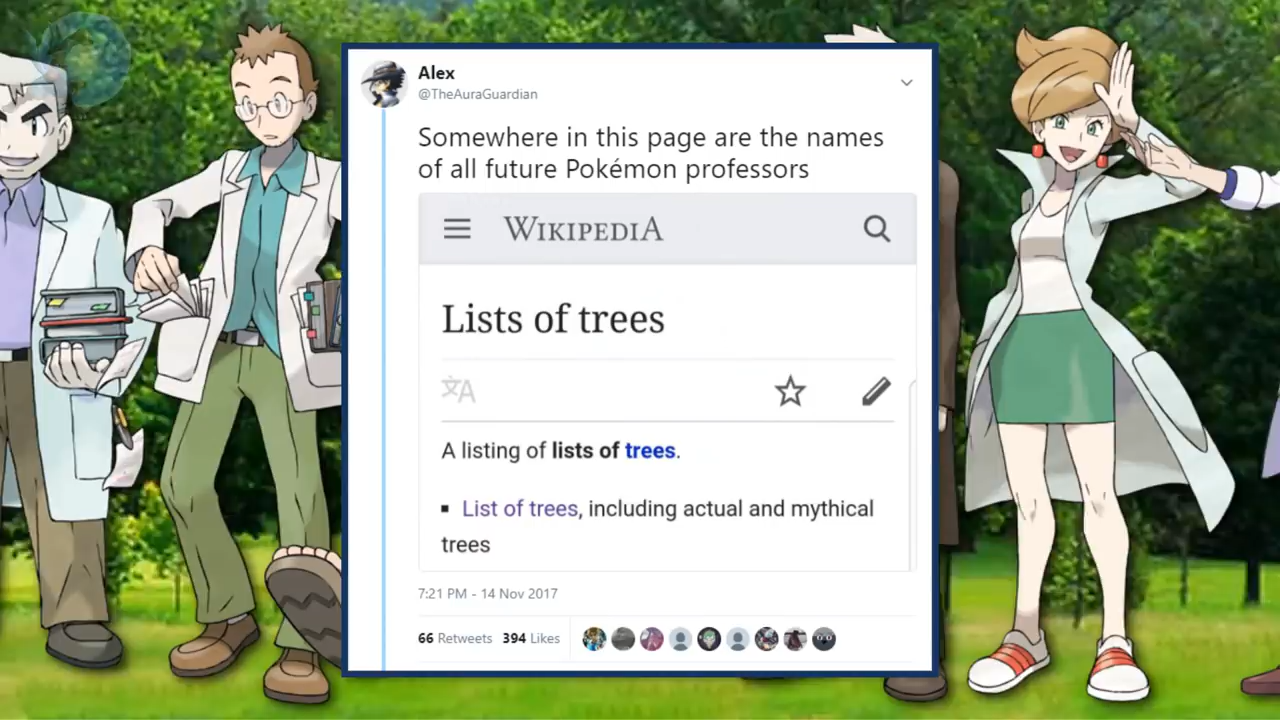 Alex
@TheAuraGuardian
Somewhere in this page are the names
of all future Pokémon professors
WIKIPEDIA
Lists of trees
文A
A listing of lists of trees.
▪ List of trees, including actual and mythical
trees
7:21 PM - 14 Nov 2017
66 Retweets 394 Likes